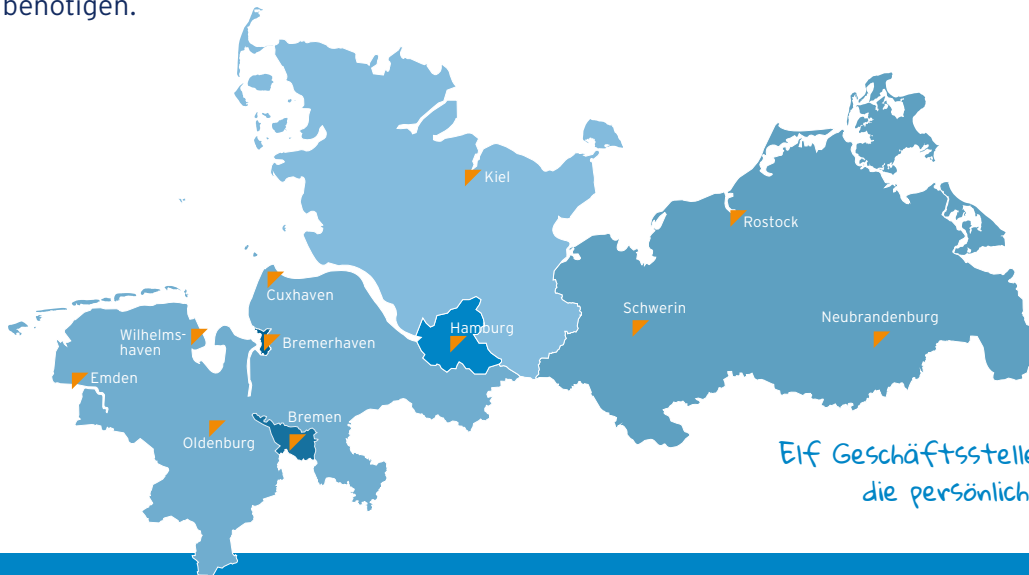 benötigen.
Kiel
Rostock
Cuxhaven
Schwerin
Neubrandenburg
Hamburg
Wilhelms-
haven
Bremerhaven
Emden
Bremen
Oldenburg
Elf Geschäftsstelle
die persönlich